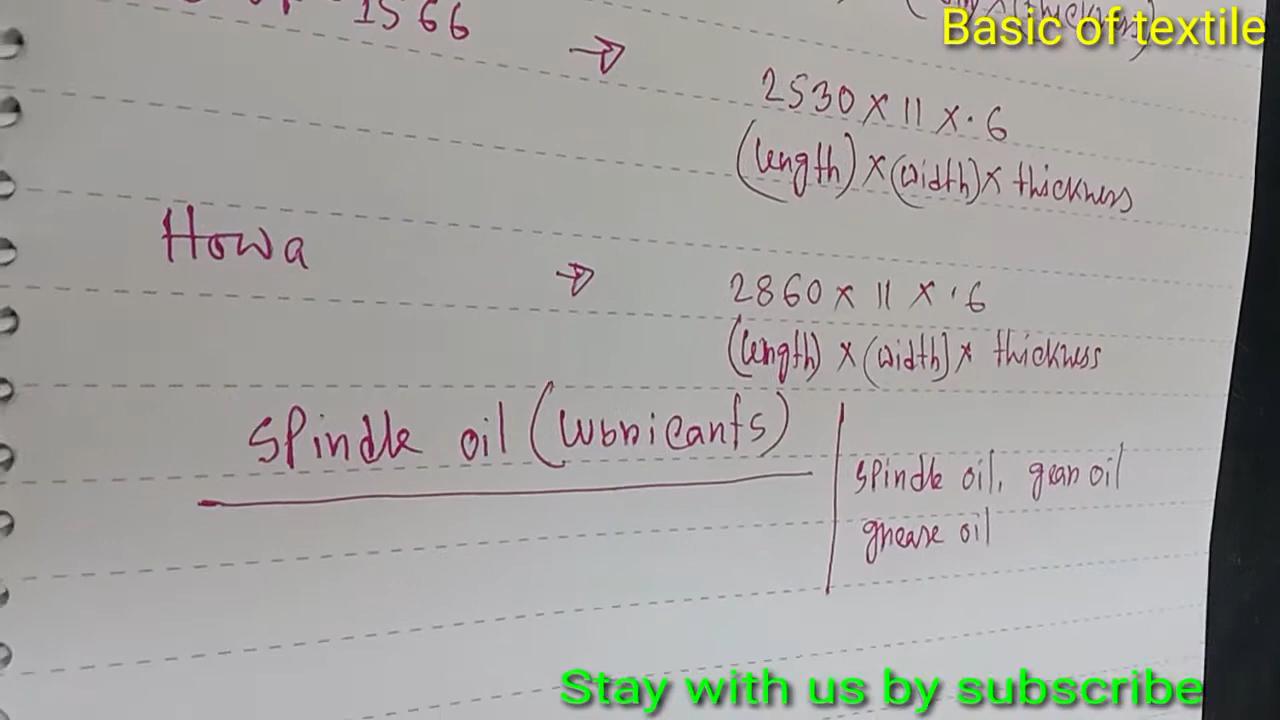 1566
Basic of textile
→ 2530 x 11 x .6
(length) x (width) x thickness
Howa → 2860 x 11 x .6
(length) x (width) x thickness
Spindle oil (Lubricants)
spindle oil, gear oil
grease oil
Stay with us by subscribe